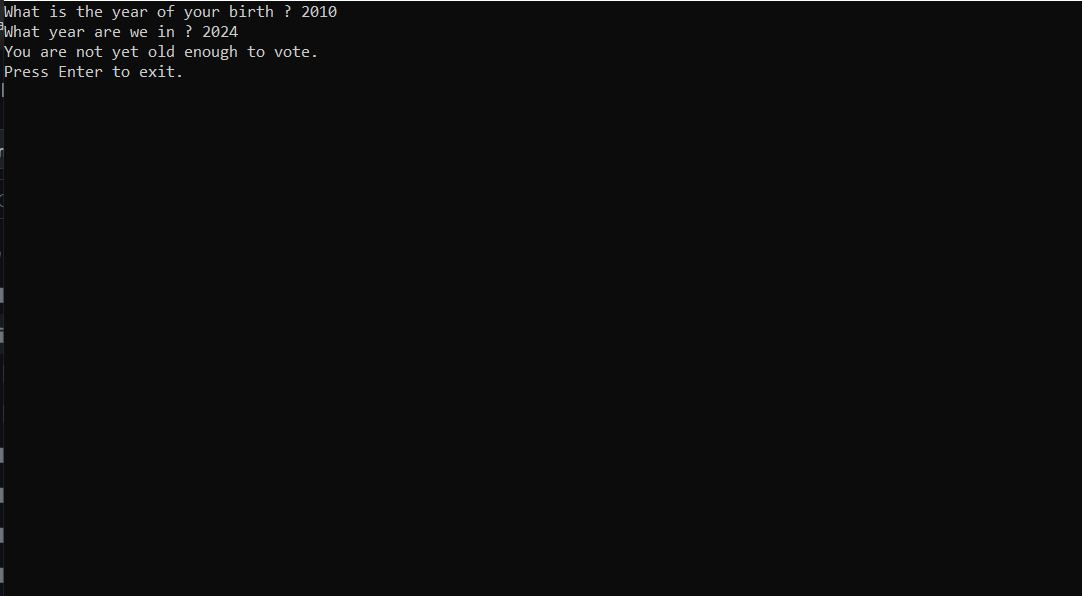 What is the year of your birth ? 2010
What year are we in ? 2024
You are not yet old enough to vote.
Press Enter to exit.